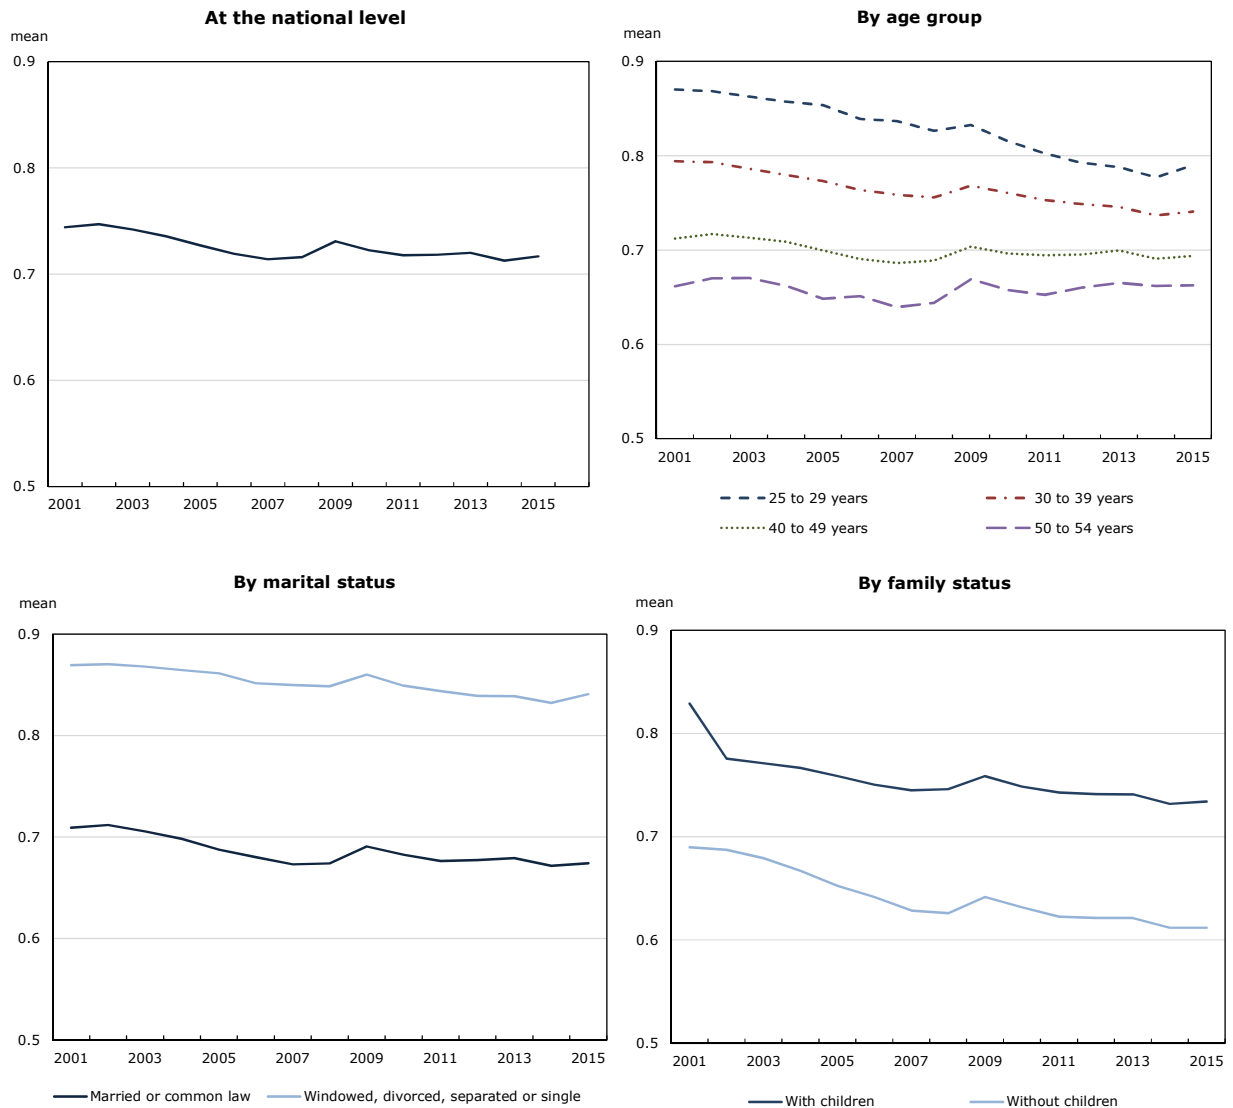 At the national level
mean
0.9
0.8
0.7
0.6
0.5
2001 2003 2005 2007 2009 2011 2013 2015
By age group
mean
0.9
0.8
0.7
0.6
0.5
2001 2003 2005 2007 2009 2011 2013 2015
25 to 29 years 30 to 39 years
40 to 49 years 50 to 54 years
By marital status
mean
0.9
0.8
0.7
0.6
0.5
2001 2003 2005 2007 2009 2011 2013 2015
Married or common law Windowed, divorced, separated or single
By family status
mean
0.9
0.8
0.7
0.6
0.5
2001 2003 2005 2007 2009 2011 2013 2015
With children Without children